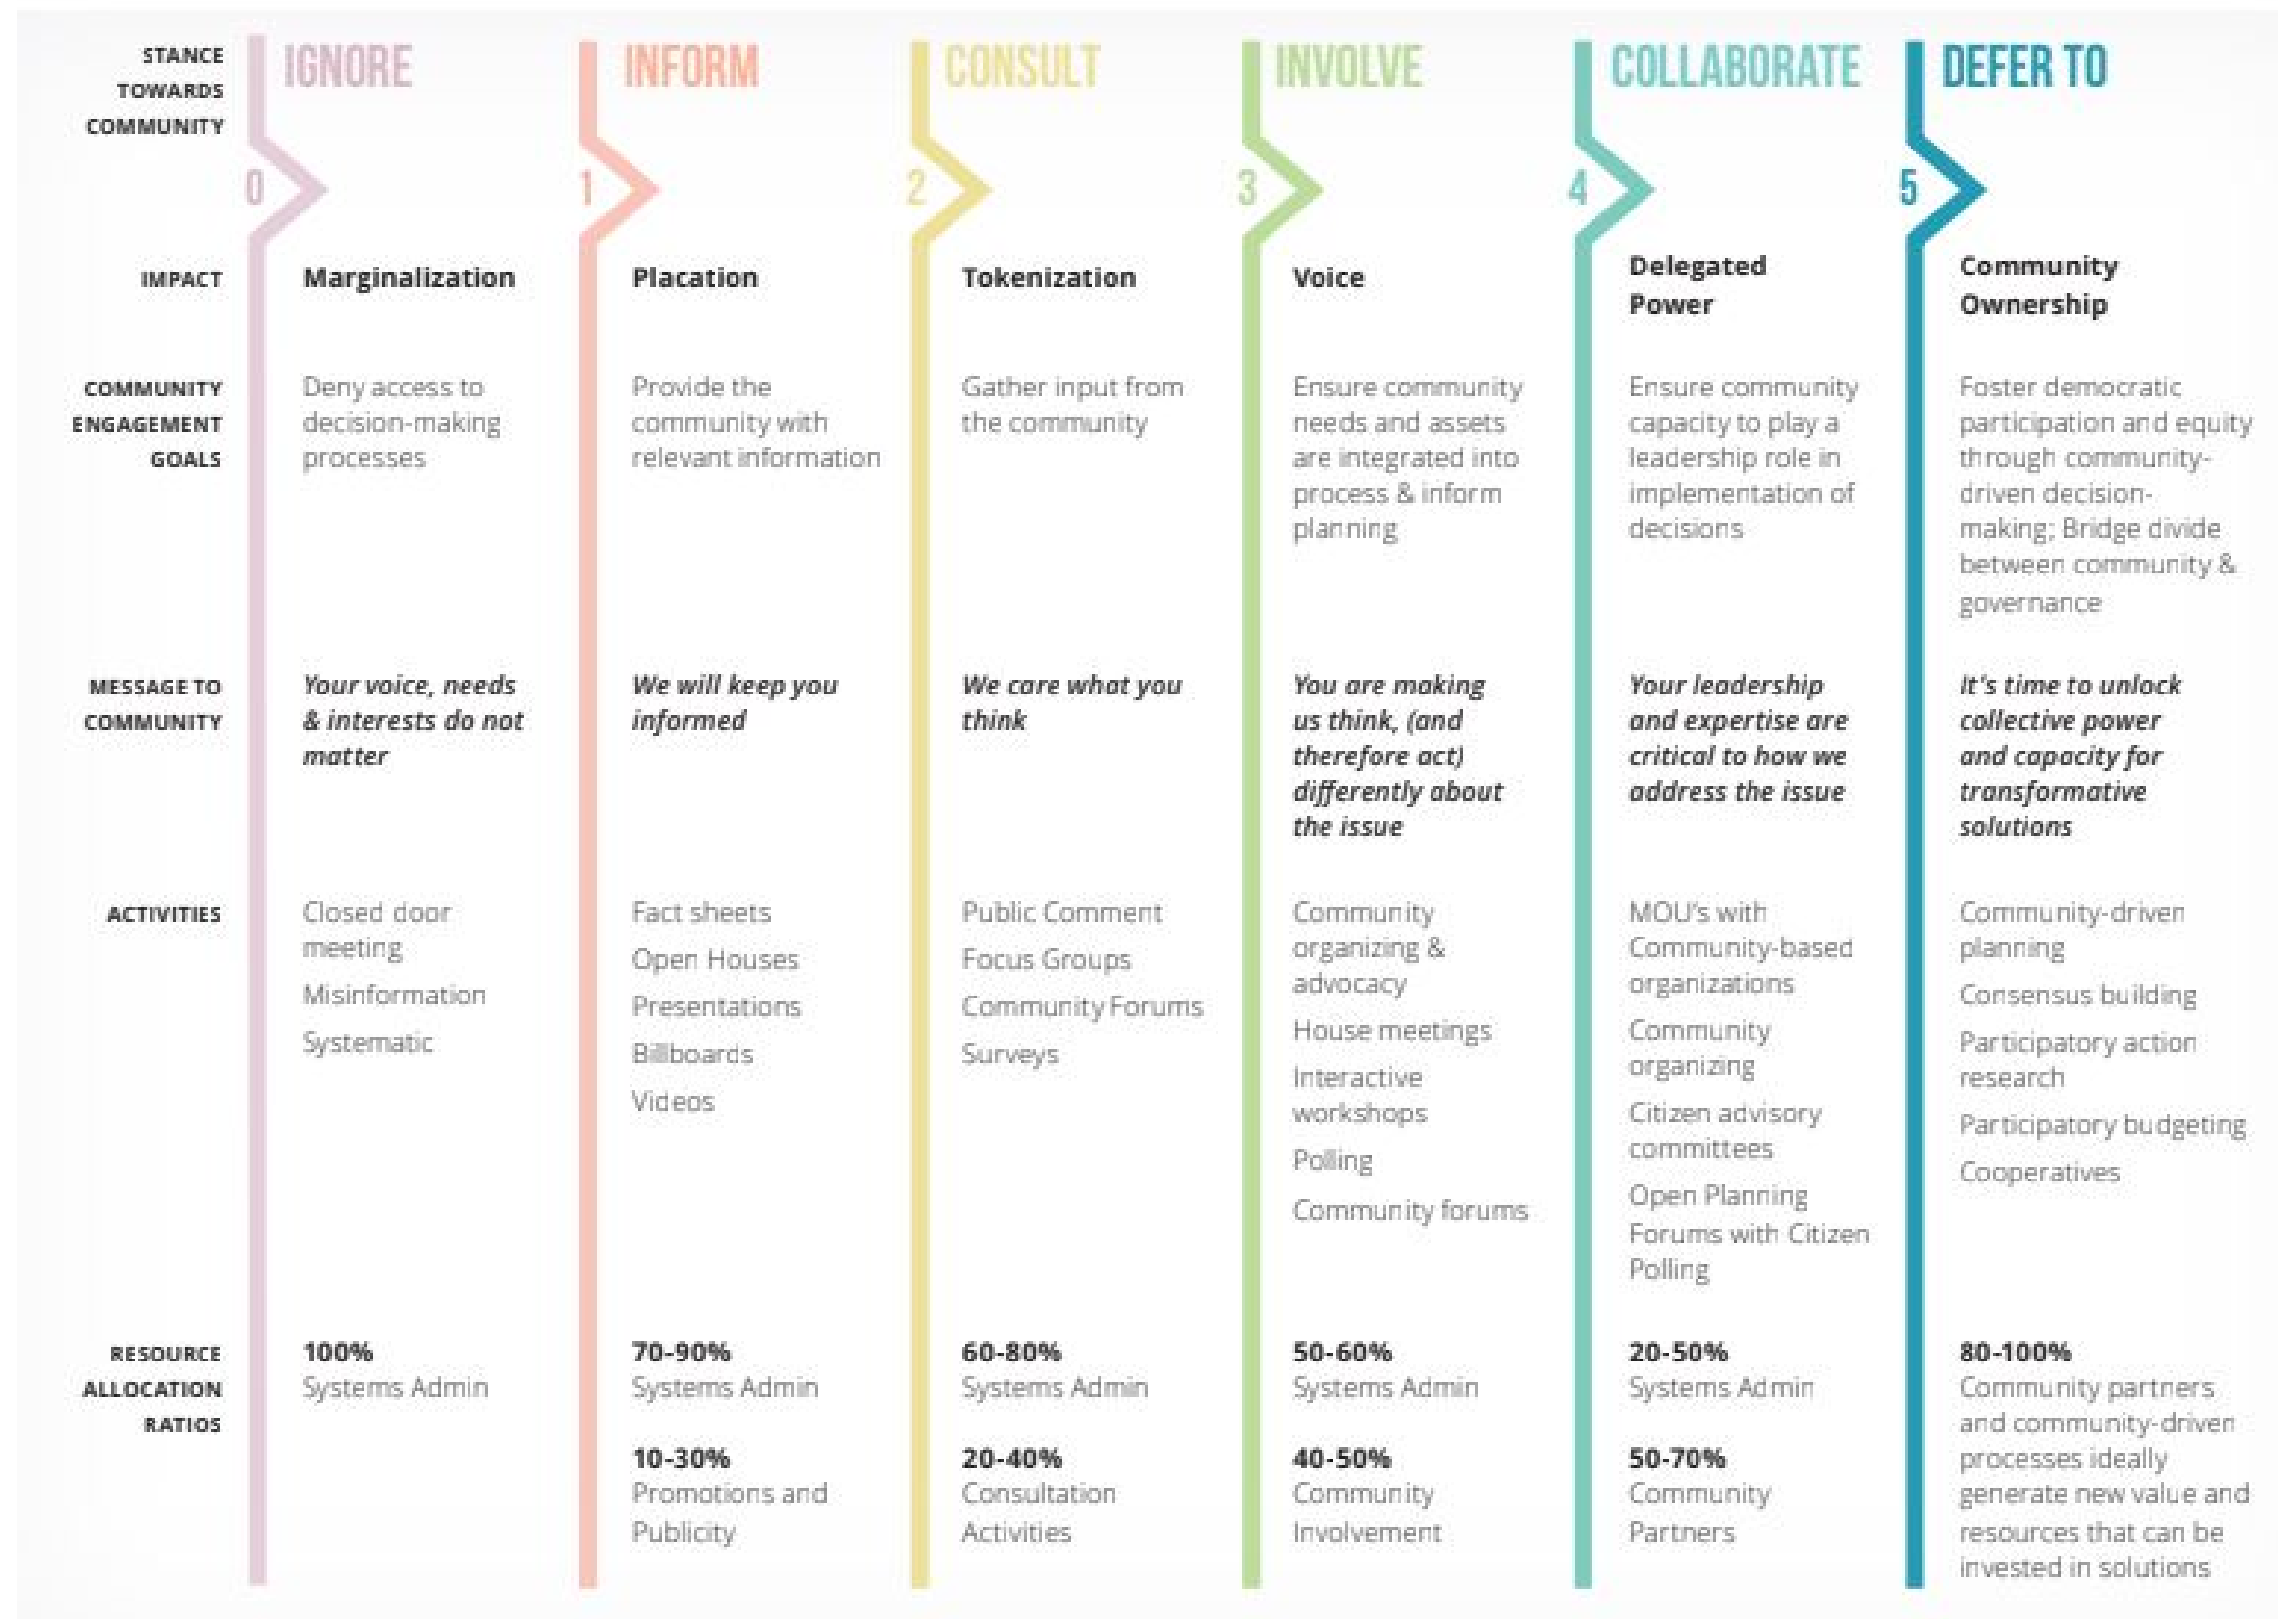 STANCE
TOWARDS
COMMUNITY
IGNORE
INFORM
CONSULT
INVOLVE
COLLABORATE
DEFER TO
0
1
2
3
4
5
IMPACT
Marginalization
Placation
Tokenization
Voice
Delegated
Power
Community
Ownership
COMMUNITY
ENGAGEMENT
GOALS
Deny access to
decision-making
processes
Provide the
community with
relevant information
Gather input from
the community
Ensure community
needs and assets
are integrated into
process & inform
planning
Ensure community
capacity to play a
leadership role in
implementation of
decisions
Foster democratic
participation and equity
through community-
driven decision-
making; Bridge divide
between community &
governance
MESSAGE TO
COMMUNITY
Your voice, needs
& interests do not
matter
We will keep you
informed
We care what you
think
You are making
us think, (and
therefore act)
differently about
the issue
Your leadership
and expertise are
critical to how we
address the issue
It's time to unlock
collective power
and capacity for
transformative
solutions
ACTIVITIES
Closed door
meeting
Misinformation
Systematic
Fact sheets
Open Houses
Presentations
Billboards
Videos
Public Comment
Focus Groups
Community Forums
Surveys
Community
organizing &
advocacy
House meetings
Interactive
workshops
Polling
Community forums
MOU's with
Community-based
organizations
Community
organizing
Citizen advisory
committees
Open Planning
Forums with Citizen
Polling
Community-driven
planning
Consensus building
Participatory action
research
Participatory budgeting
Cooperatives
RESOURCE
ALLOCATION
RATIOS
100%
Systems Admin
70-90%
Systems Admin
10-30%
Promotions and
Publicity
60-80%
Systems Admin
20-40%
Consultation
Activities
50-60%
Systems Admin
40-50%
Community
Involvement
20-50%
Systems Admin
50-70%
Community
Partners
80-100%
Community partners
and community-driven
processes ideally
generate new value and
resources that can be
invested in solutions